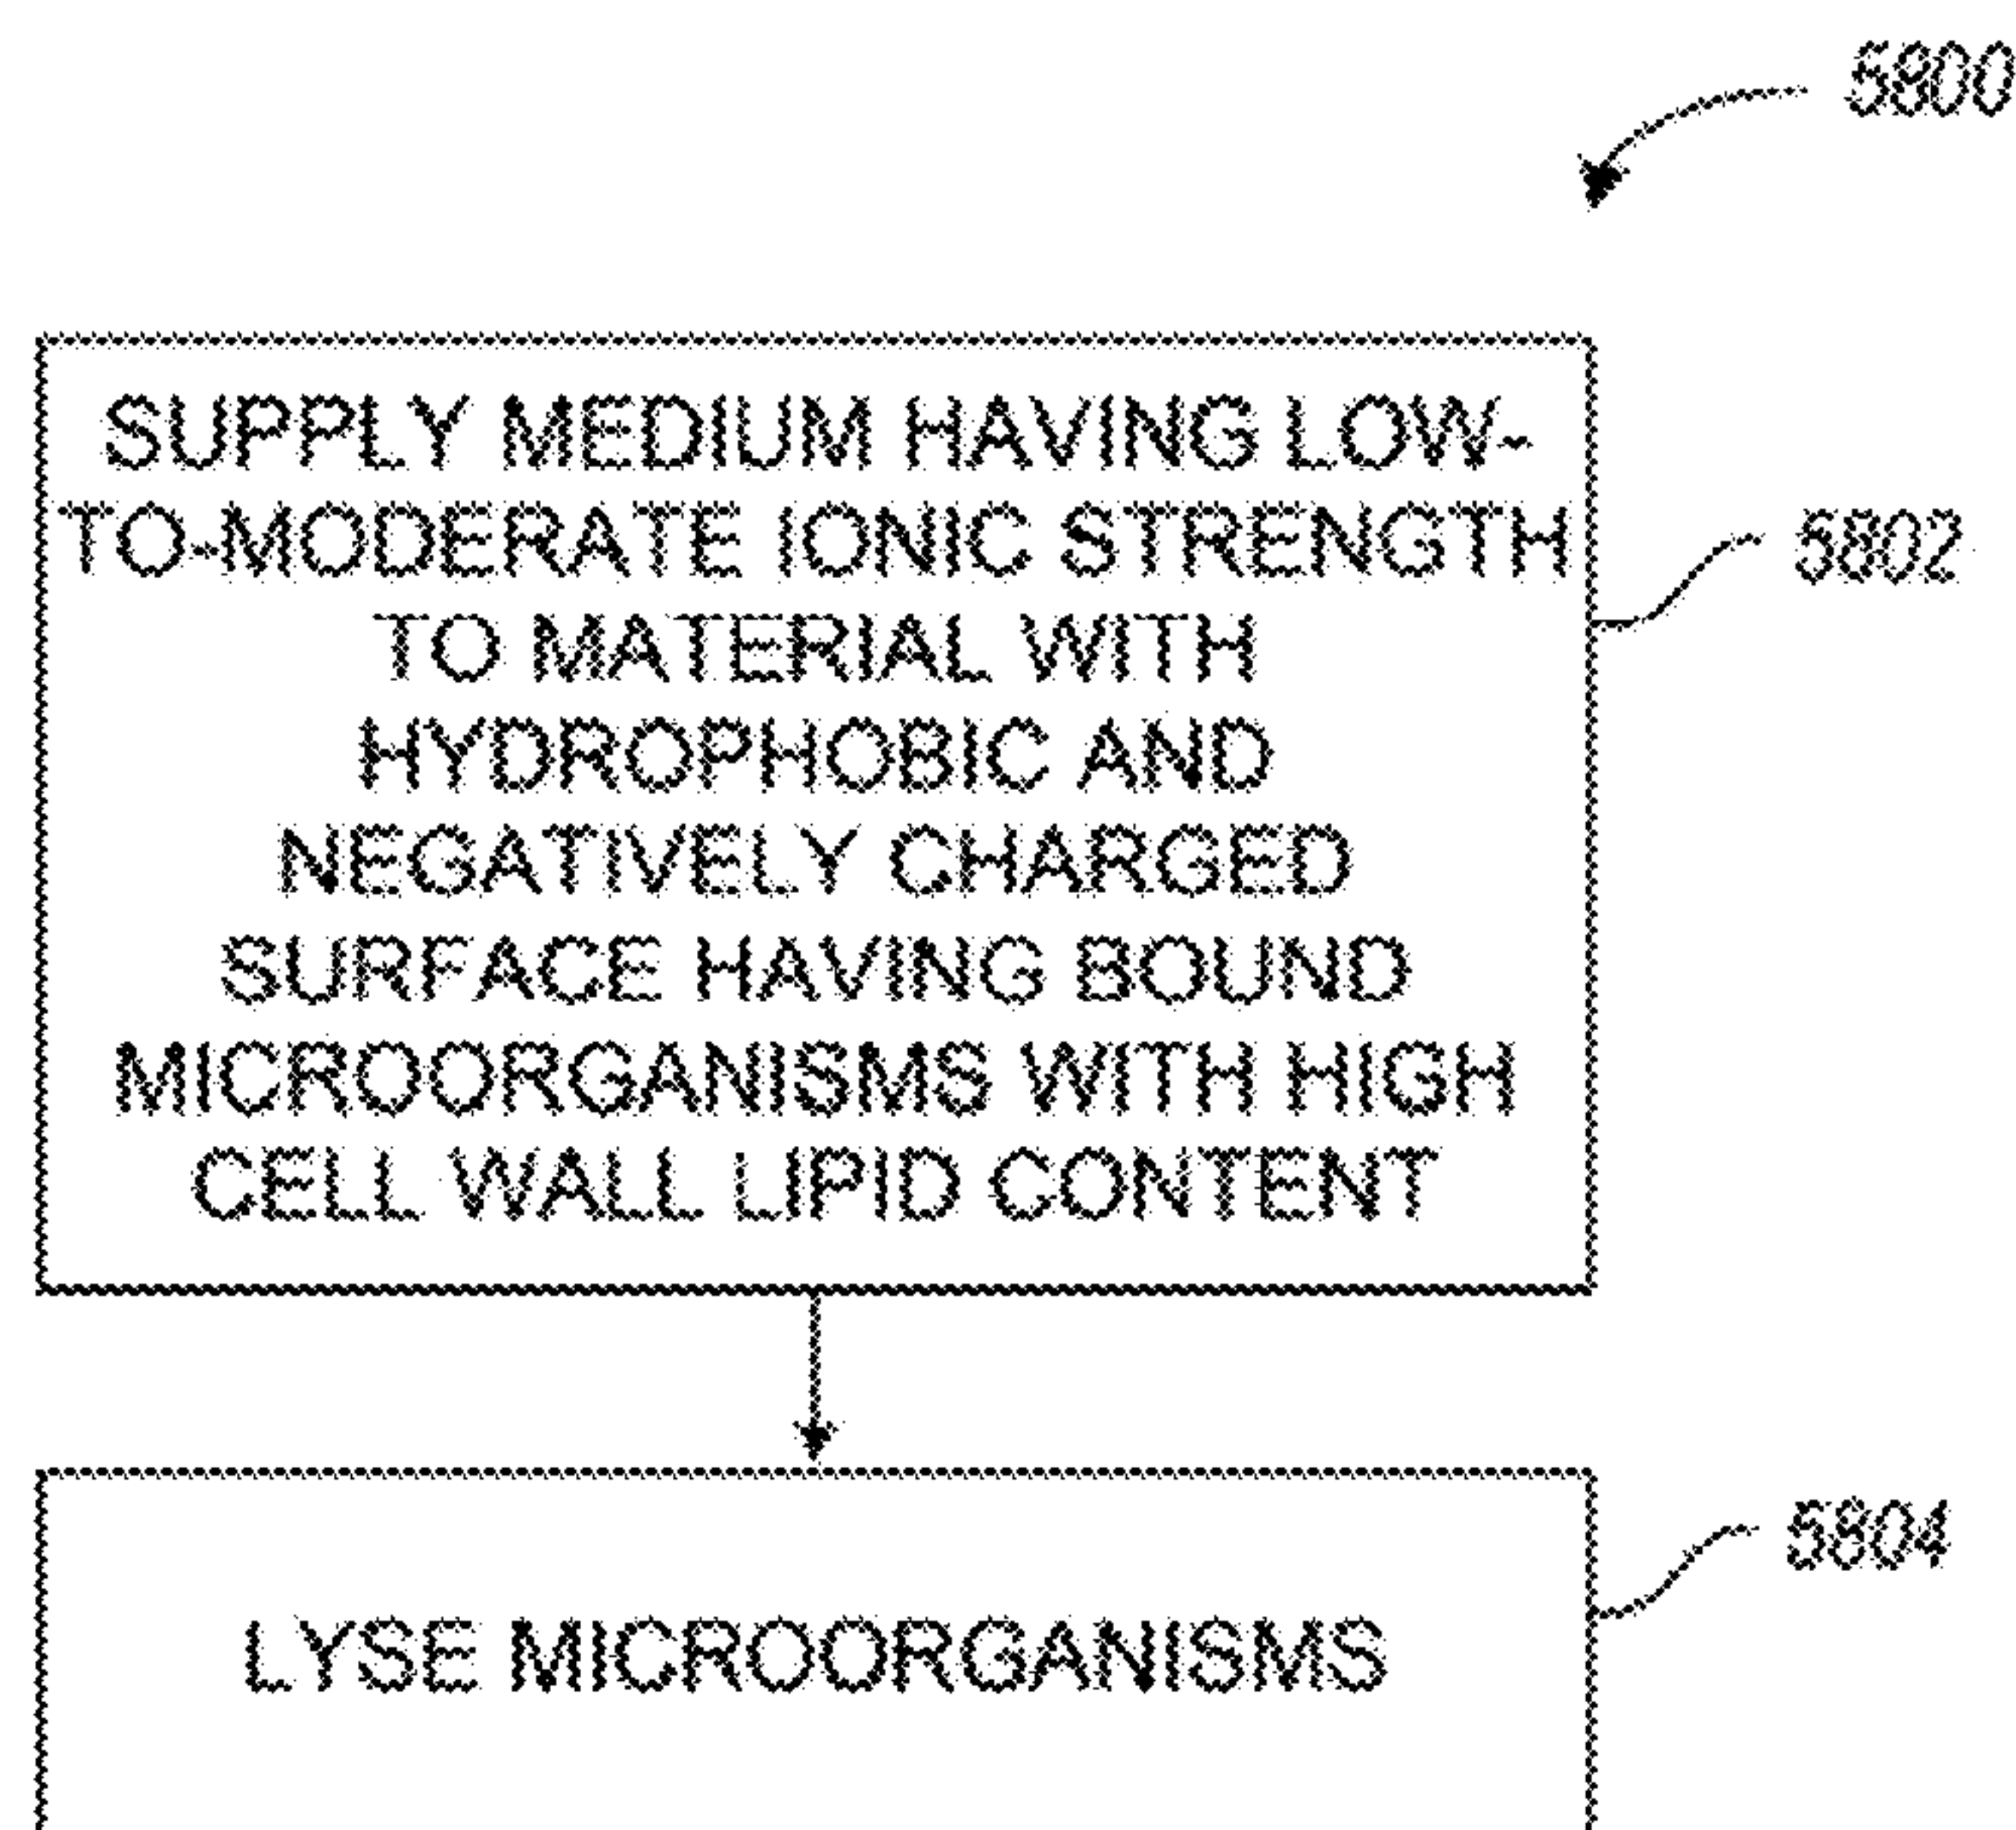 5800
SUPPLY MEDIUM HAVING LOW-
TO-MODERATE IONIC STRENGTH
TO MATERIAL WITH
HYDROPHOBIC AND
NEGATIVELY CHARGED
SURFACE HAVING BOUND
MICROORGANISMS WITH HIGH
CELL WALL LIPID CONTENT
5802
LYSE MICROORGANISMS
5804